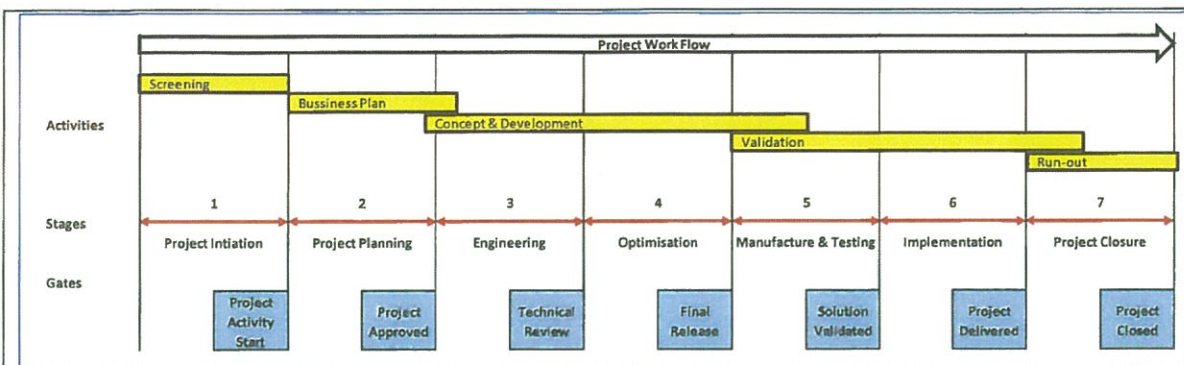 Project Work Flow
Screening
Bussiness Plan
Activities
Concept & Development
Validation
Run-out
1 2 3 4 5 6 7
Stages
Project Intiation Project Planning Engineering Optimisation Manufacture & Testing Implementation Project Closure
Gates
Project Activity Start
Project Approved
Technical Review
Final Release
Solution Validated
Project Delivered
Project Closed